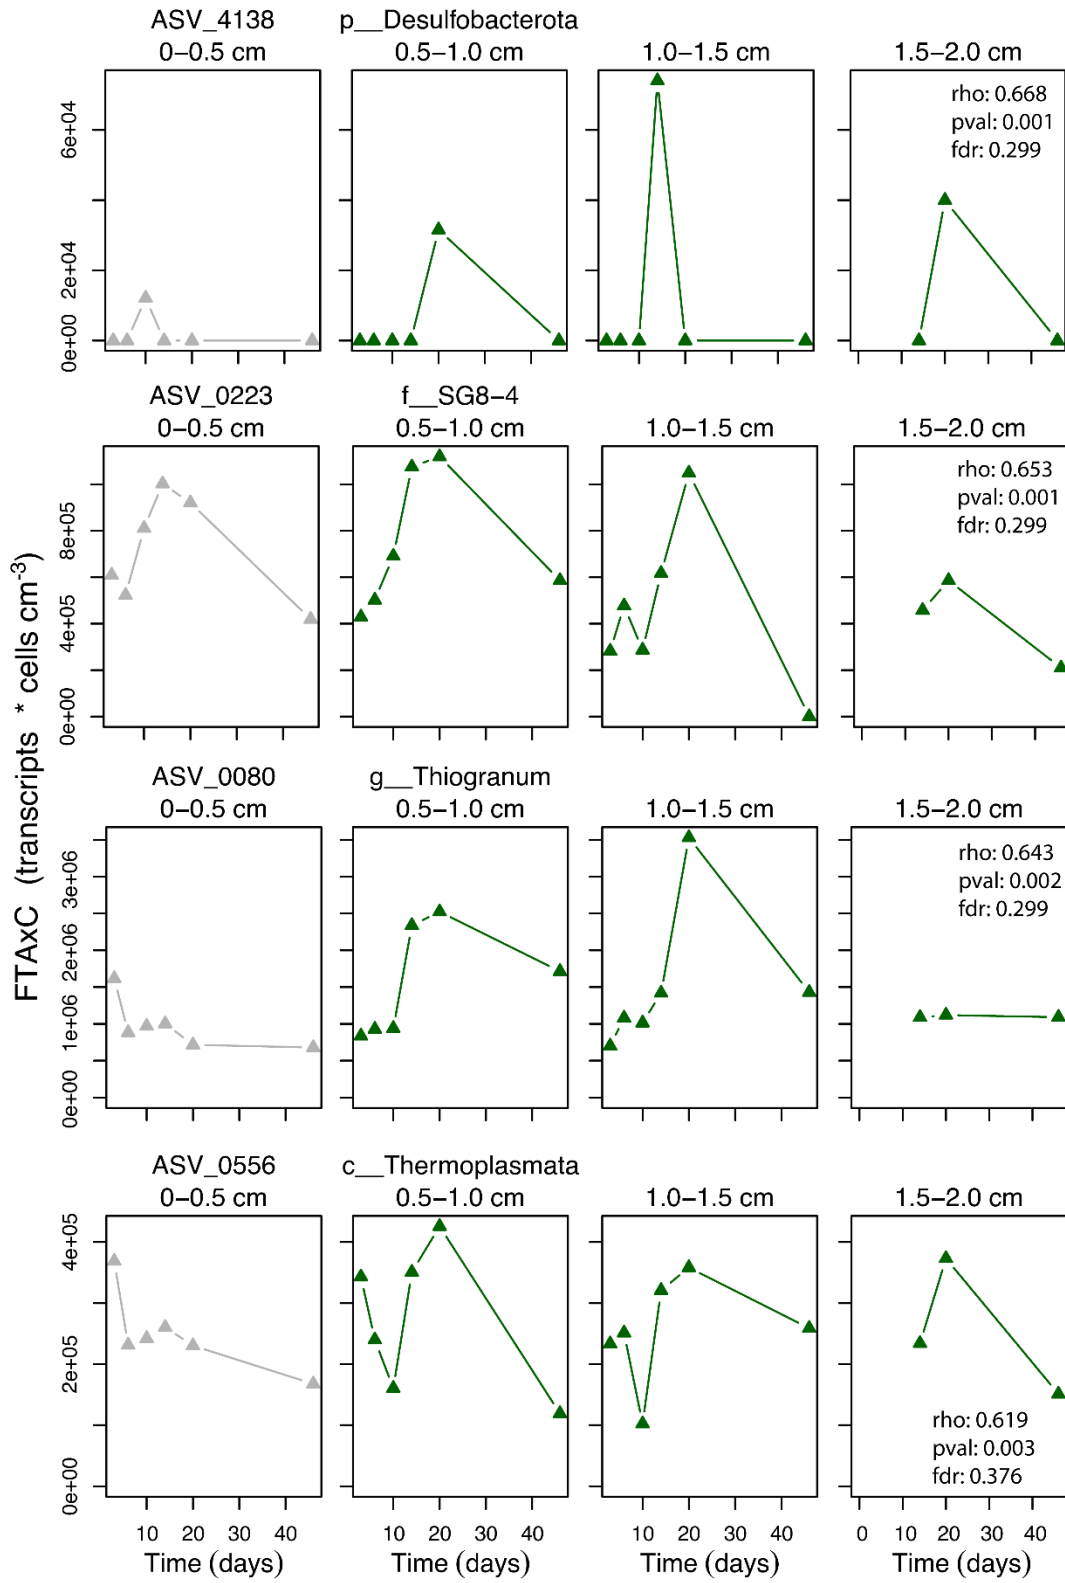 ASV_4138 p__Desulfobacterota
0−0.5 cm 0.5−1.0 cm 1.0−1.5 cm 1.5−2.0 cm
6e+04
2e+04
0e+00
rho: 0.668
pval: 0.001
fdr: 0.299
ASV_0223 f__SG8−4
0−0.5 cm 0.5−1.0 cm 1.0−1.5 cm 1.5−2.0 cm
8e+05
4e+05
0e+00
rho: 0.653
pval: 0.001
fdr: 0.299
FTAxC (transcripts * cells cm-3)
ASV_0080 g__Thiogranum
0−0.5 cm 0.5−1.0 cm 1.0−1.5 cm 1.5−2.0 cm
3e+06
2e+06
1e+06
0e+00
rho: 0.643
pval: 0.002
fdr: 0.299
ASV_0556 c__Thermoplasmata
0−0.5 cm 0.5−1.0 cm 1.0−1.5 cm 1.5−2.0 cm
4e+05
2e+05
0e+00
rho: 0.619
pval: 0.003
fdr: 0.376
10 20 30 40 10 20 30 40 10 20 30 40 0 10 20 30 40
Time (days) Time (days) Time (days) Time (days)